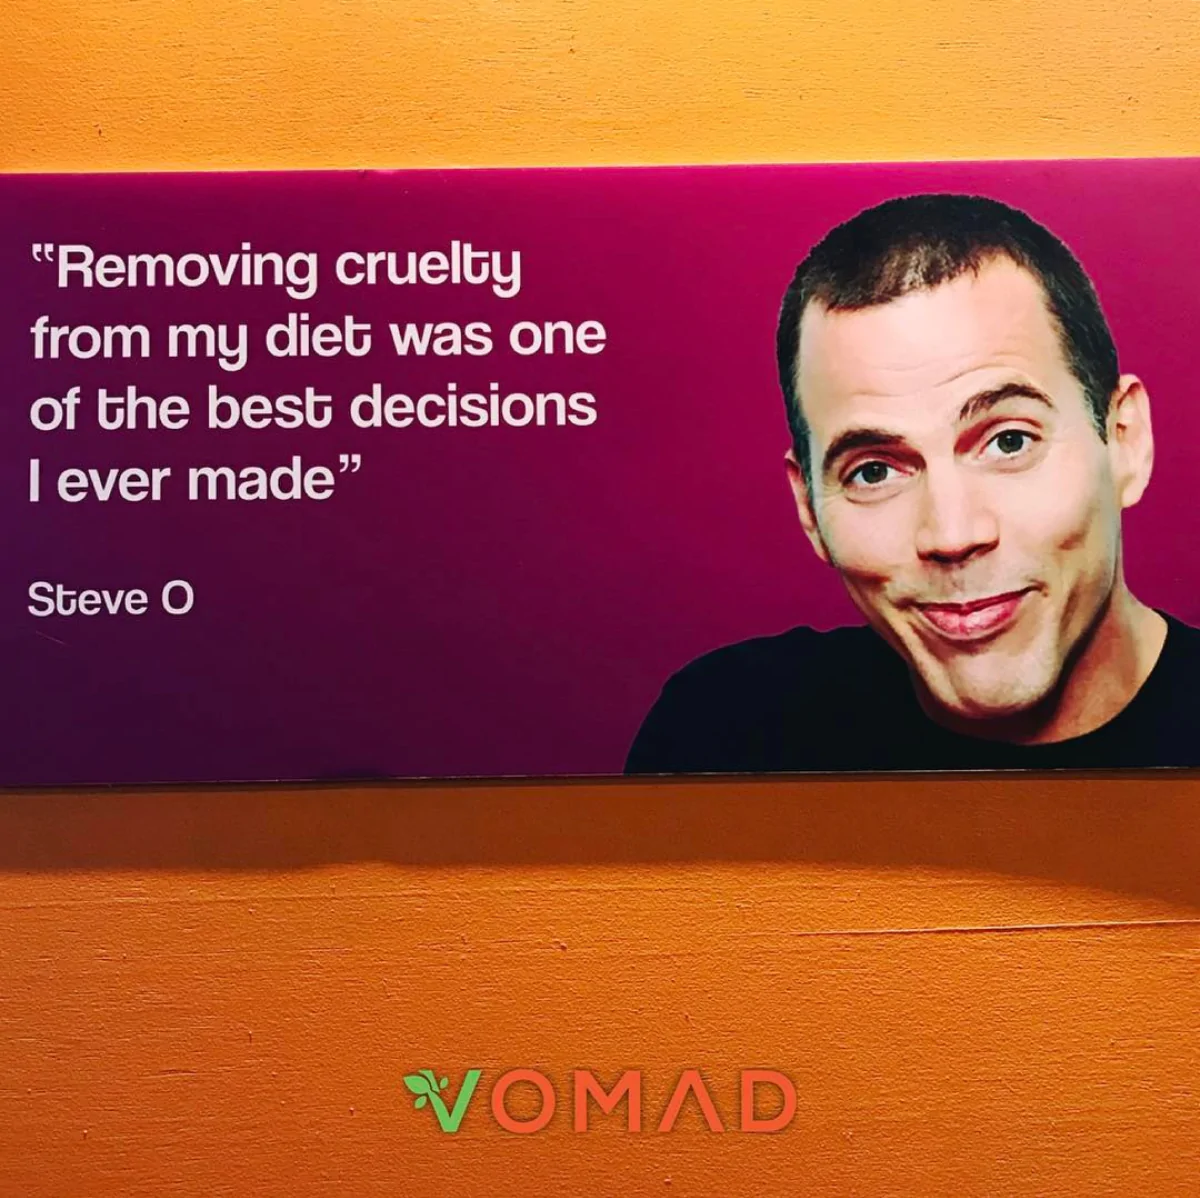 “Removing cruelty
from my diet was one
of the best decisions
I ever made”
Steve O
VOMAD